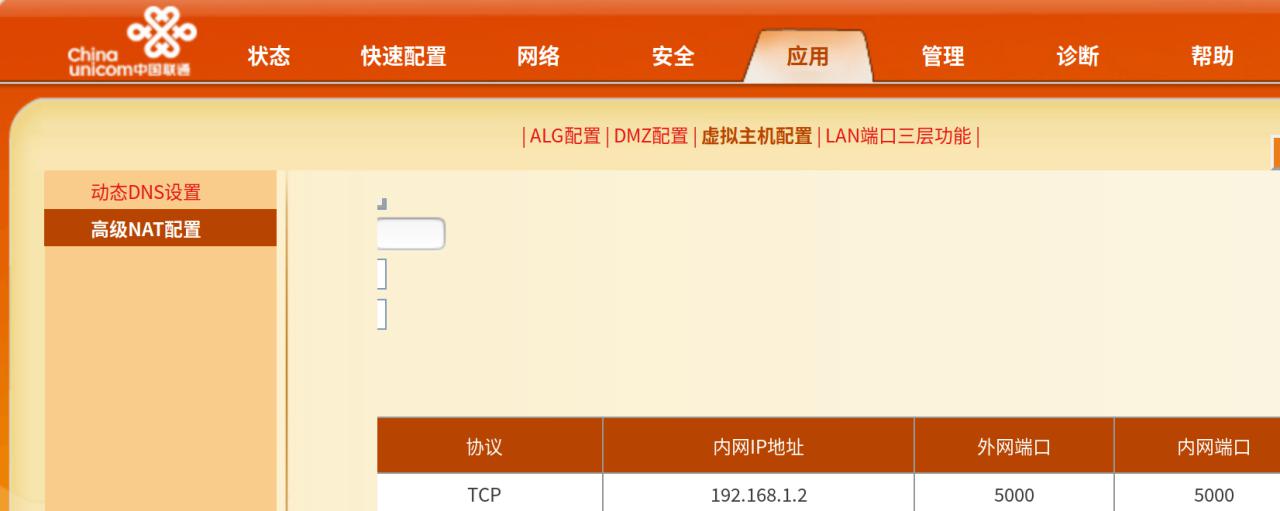 China
unicom中国联通
状态 快速配置 网络 安全 应用 管理 诊断 帮助
| ALG配置 | DMZ配置 | 虚拟主机配置 | LAN端口三层功能 |
动态DNS设置
高级NAT配置
协议 内网IP地址 外网端口 内网端口
TCP 192.168.1.2 5000 5000